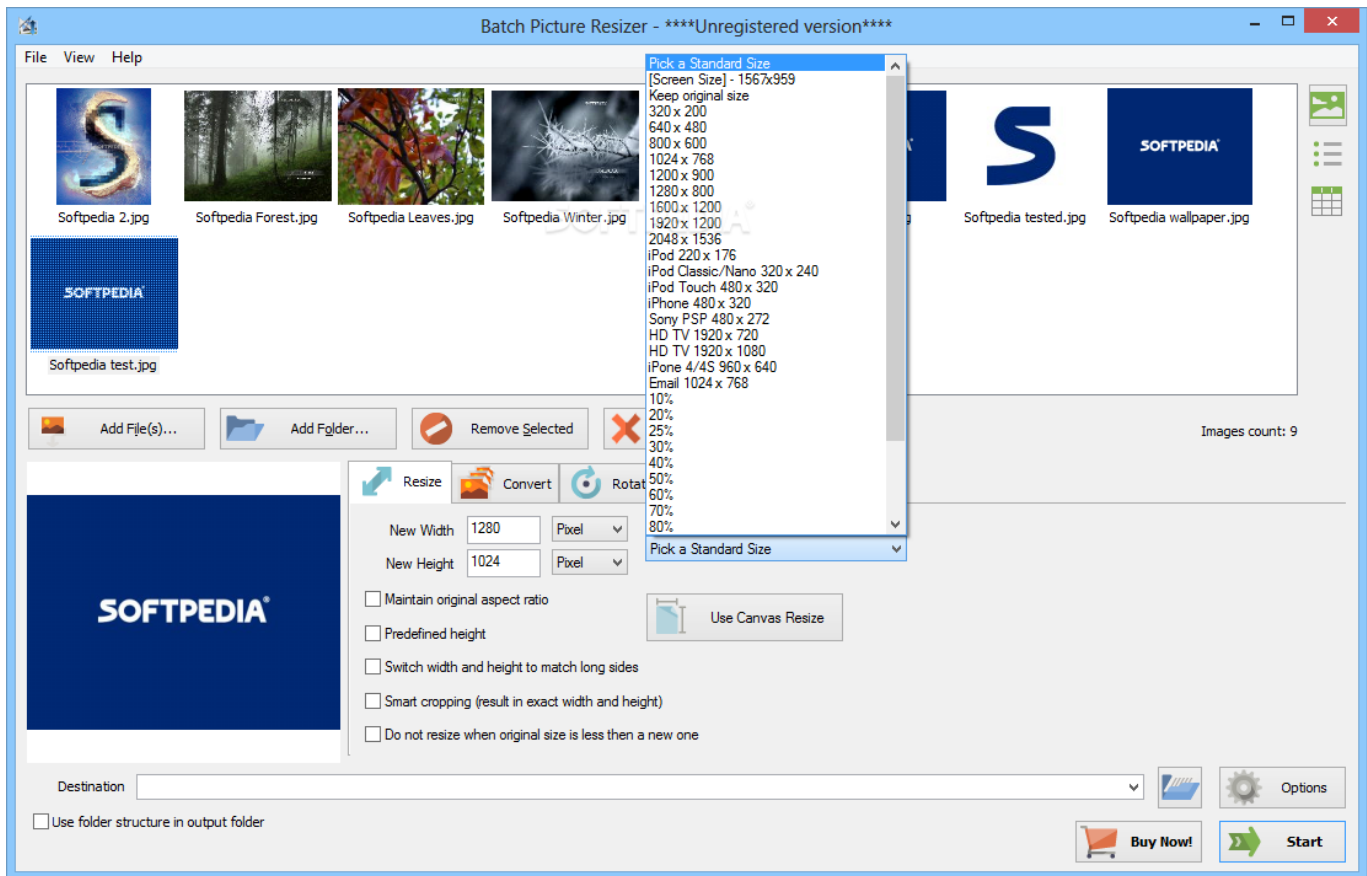 Batch Picture Resizer - ****Unregistered version****
File View Help
Pick a Standard Size
[Screen Size] - 1567x959
Keep original size
320 x 200
640 x 480
800 x 600
1024 x 768
1200 x 900
1280 x 800
1600 x 1200
1920 x 1200
2048 x 1536
iPod 220 x 176
iPod Classic/Nano 320 x 240
iPod Touch 480 x 320
iPhone 480 x 320
Sony PSP 480 x 272
HD TV 1920 x 720
HD TV 1920 x 1080
iPone 4/4S 960 x 640
Email 1024 x 768
10%
20%
25%
30%
40%
50%
60%
70%
80%
Pick a Standard Size
S
S
SOFTPEDIA
Softpedia 2.jpg
Softpedia Forest.jpg
Softpedia Leaves.jpg
Softpedia Winter.jpg
Softpedia tested.jpg
Softpedia wallpaper.jpg
SOFTPEDIA
SOFTPEDIA
Softpedia test.jpg
Add File(s)...
Add Folder...
Remove Selected
Images count: 9
Resize
Convert
New Width 1280 Pixel
New Height 1024 Pixel
Maintain original aspect ratio
Predefined height
Switch width and height to match long sides
Smart cropping (result in exact width and height)
Do not resize when original size is less then a new one
Use Canvas Resize
SOFTPEDIA®
Destination
Options
Use folder structure in output folder
Buy Now!
Start